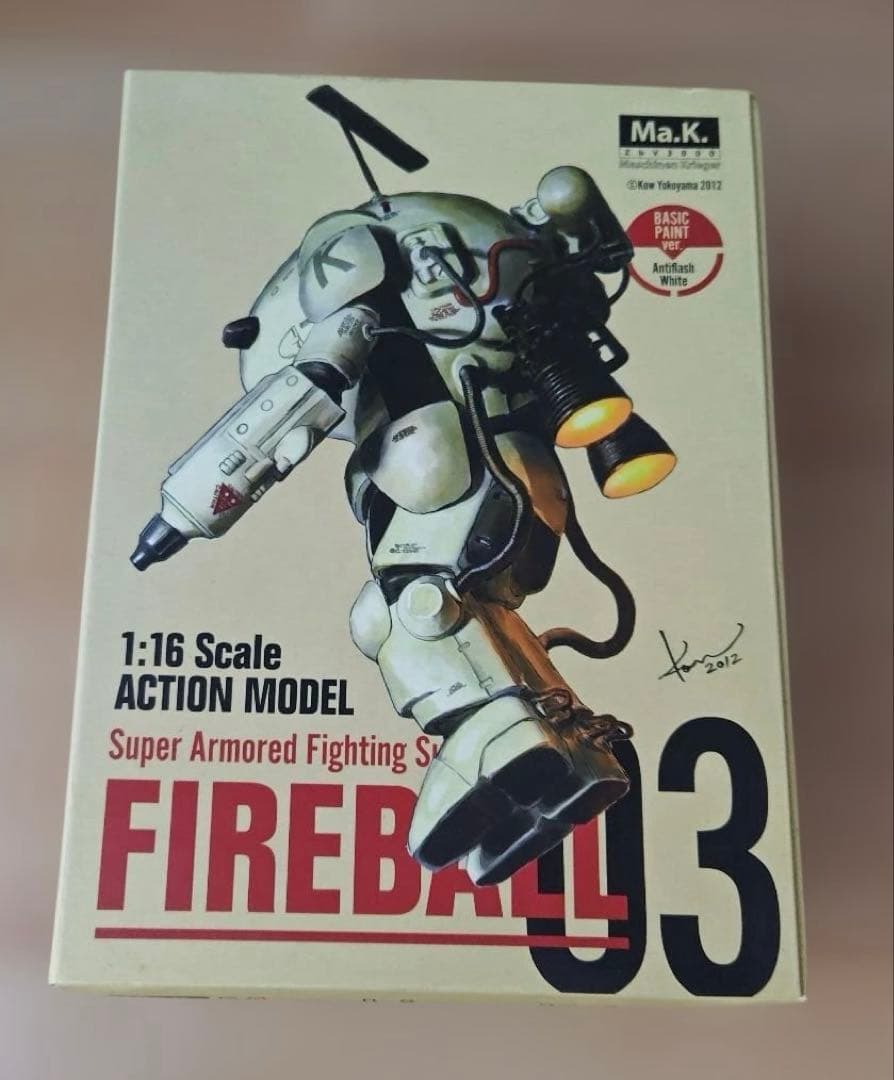 Ma.K.
ZbV3000
Maschinen Krieger
©Kow Yokoyama 2012
BASIC
PAINT
ver.
Antiflash
White
K
1:16 Scale
ACTION MODEL
Kow 2012
Super Armored Fighting Su
FIREBALL
03